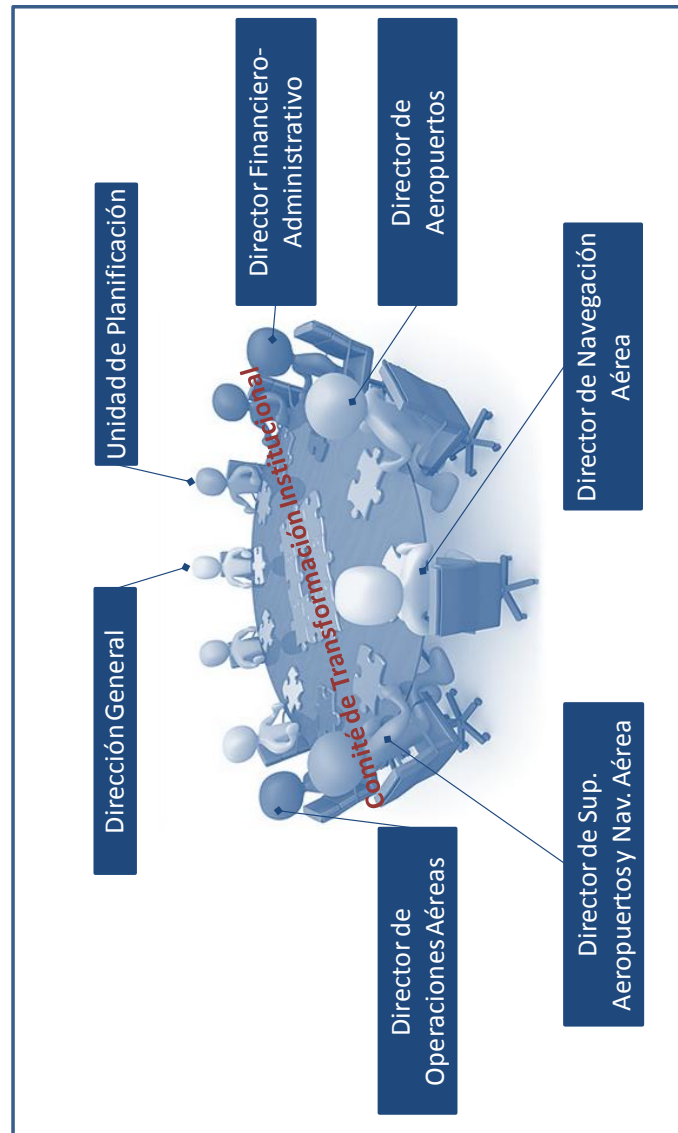 Dirección General
Unidad de Planificación
Director Financiero-
Administrativo
Director de
Aeropuertos
Comité de Transformación Institucional
Director de
Operaciones Aéreas
Director de Sup.
Aeropuertos y Nav. Aérea
Director de Navegación
Aérea